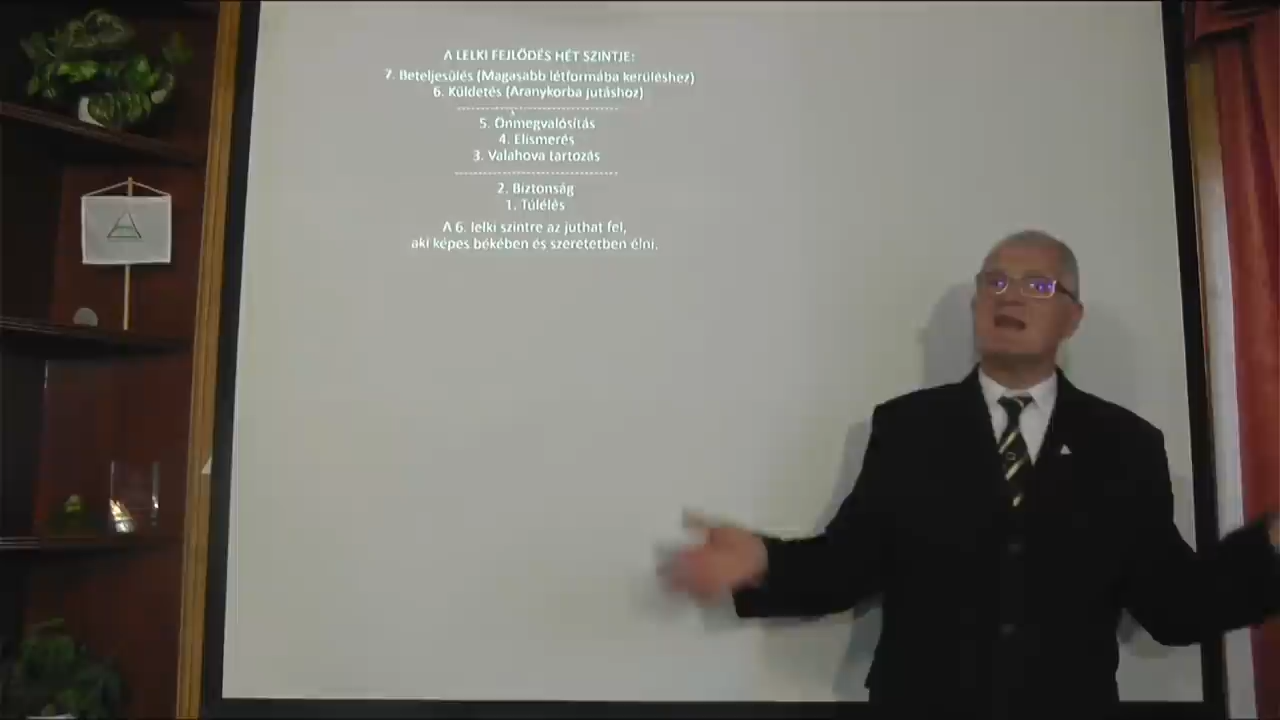 A LELKI FEJLŐDÉS HÉT SZINTJE:
7. Beteljesülés (Magasabb létformába kerüléshez)
6. Küldetés (Aranykorba jutáshoz)
5. Önmegvalósítás
4. Elismerés
3. Valahova tartozás
2. Biztonság
1. Túlélés
A 6. lelki szintre az juthat fel,
aki képes békében és szeretetben élni.